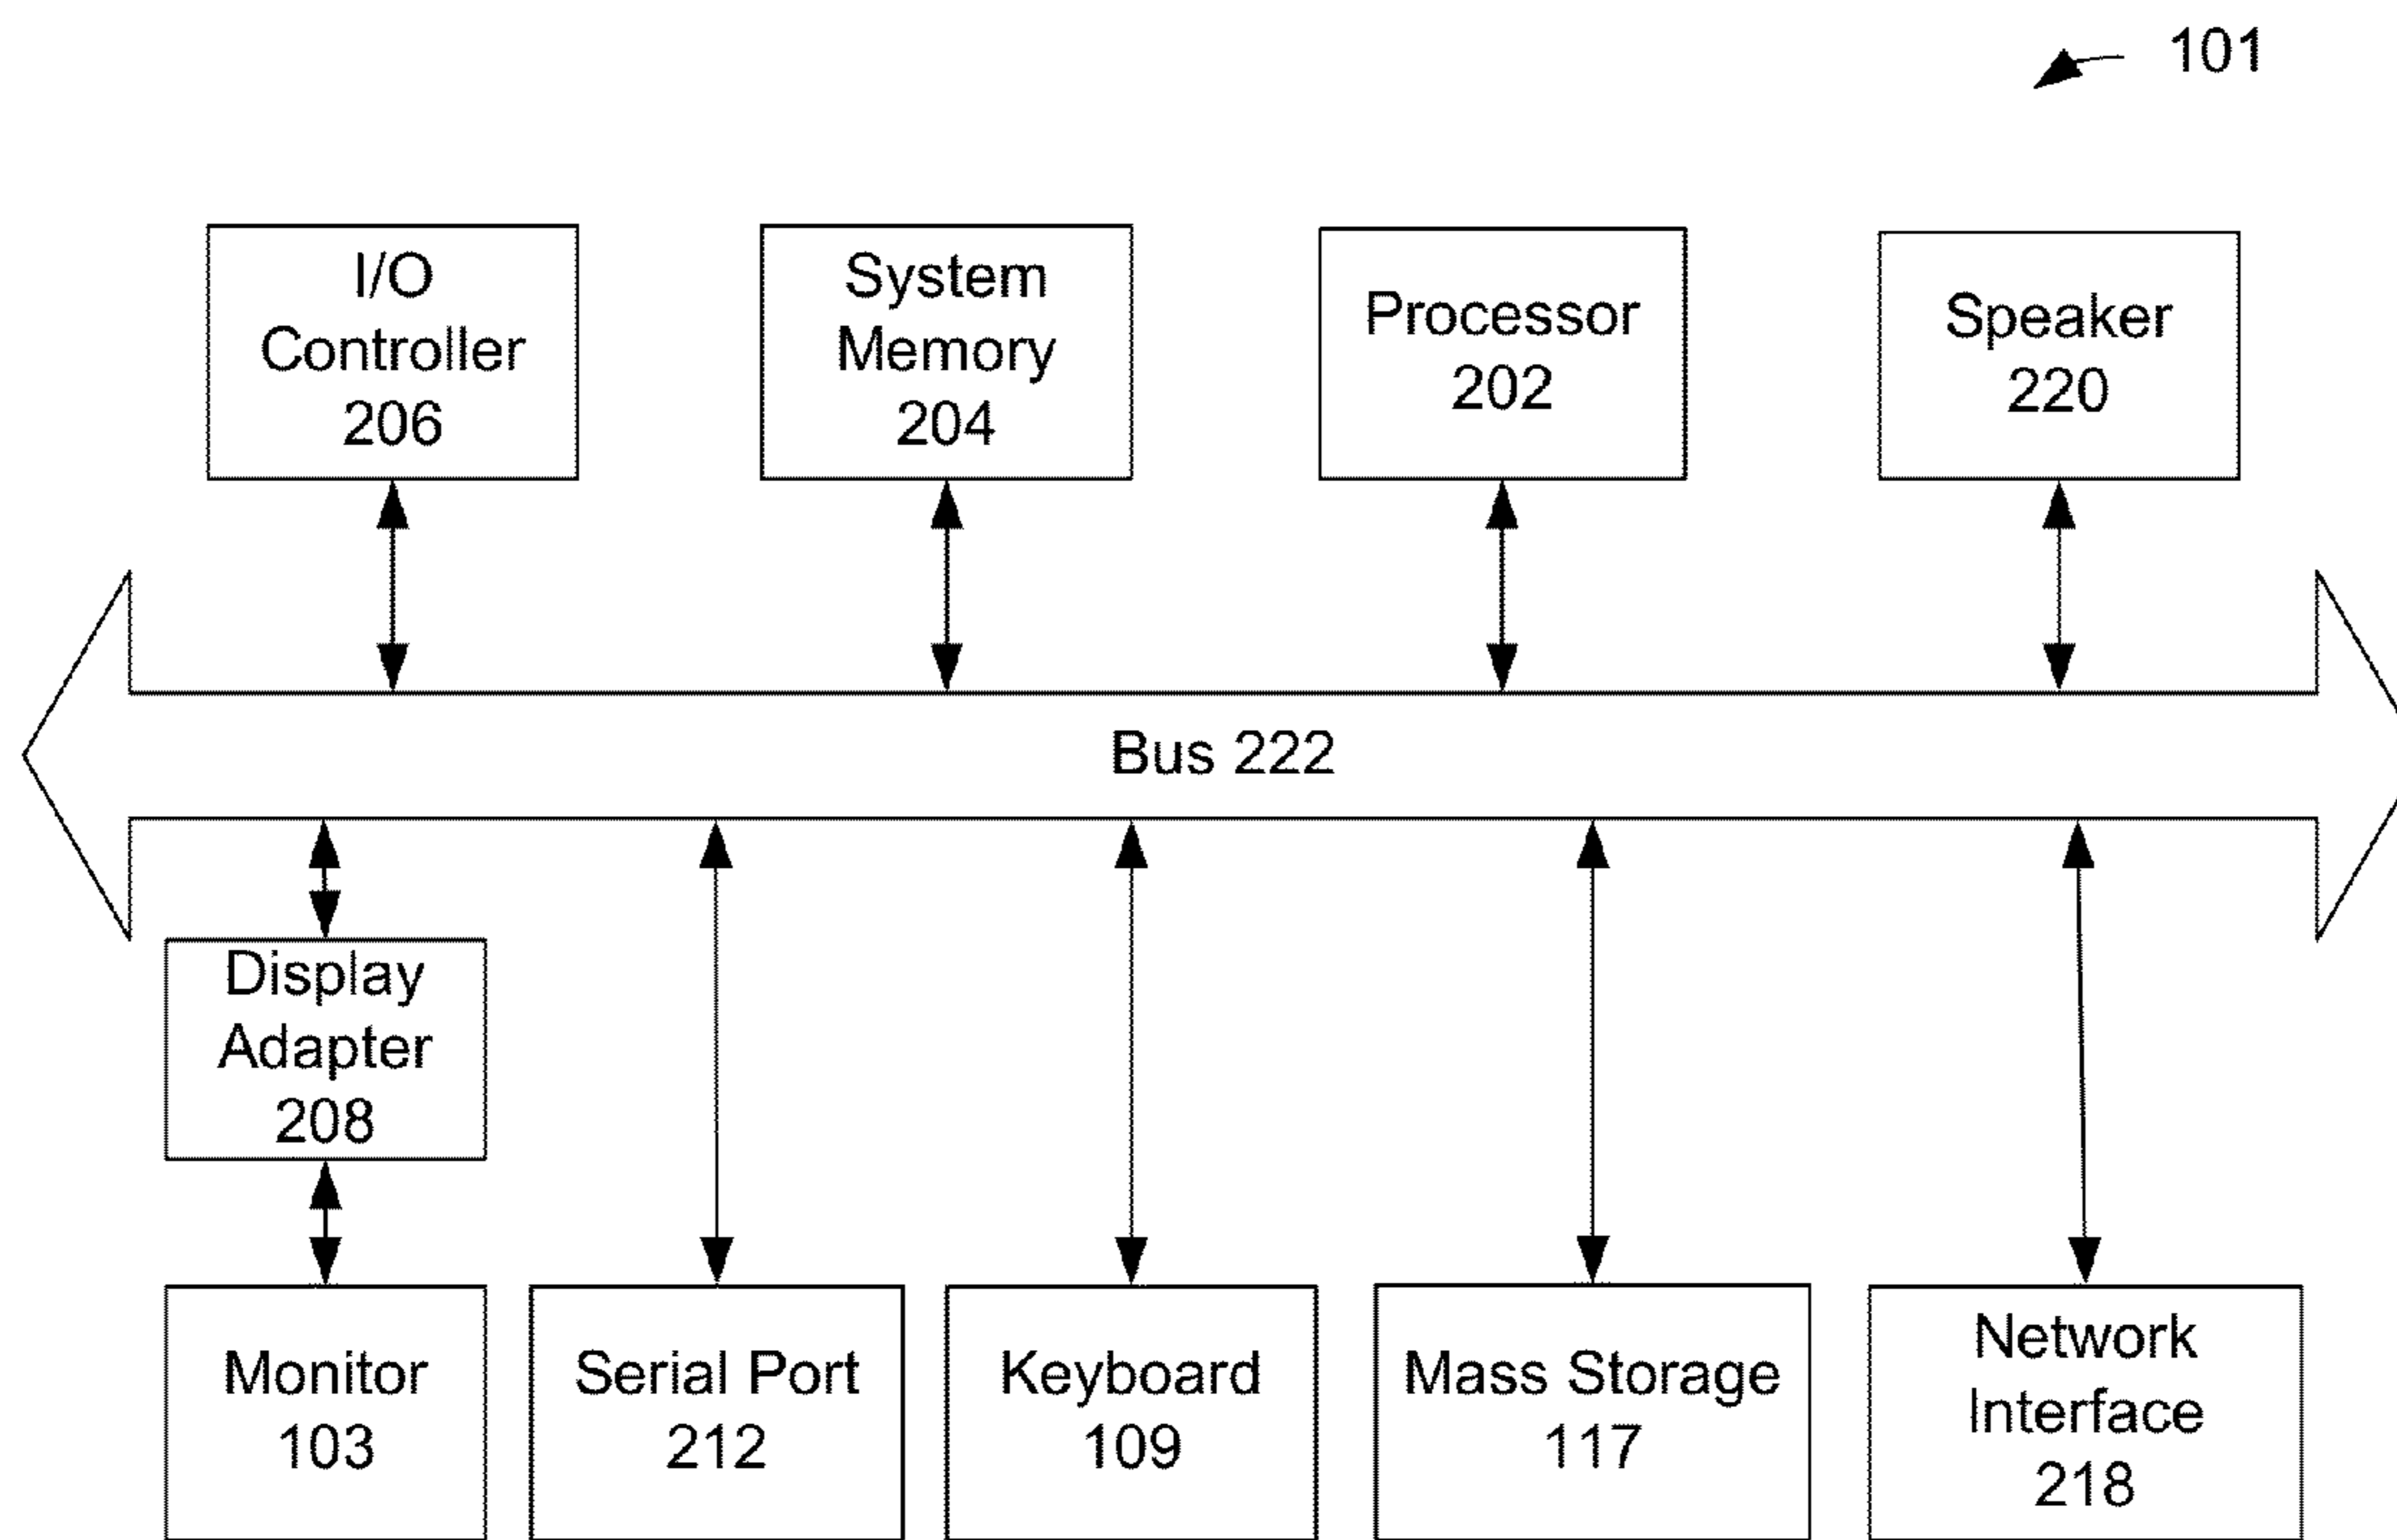 101
I/O
Controller
206
System
Memory
204
Processor
202
Speaker
220
Bus 222
Display
Adapter
208
Monitor
103
Serial Port
212
Keyboard
109
Mass Storage
117
Network
Interface
218